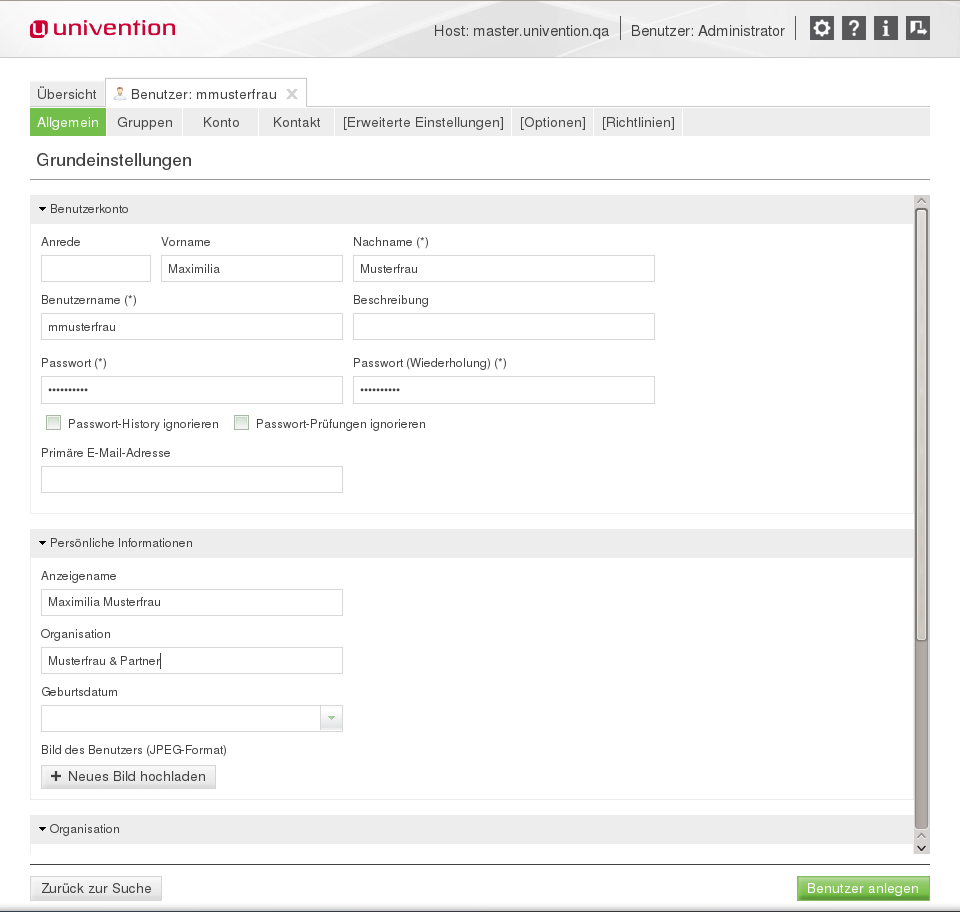 univention
Host: master.univention.qa
Benutzer: Administrator
Übersicht
Benutzer: mmusterfrau
Allgemein
Gruppen
Konto
Kontakt
[Erweiterte Einstellungen]
[Optionen]
[Richtlinien]
Grundeinstellungen
Benutzerkonto
Anrede
Vorname
Nachname (*)
Maximilia
Musterfrau
Benutzername (*)
Beschreibung
mmusterfrau
Passwort (*)
Passwort (Wiederholung) (*)
••••••••••
••••••••••
Passwort-History ignorieren
Passwort-Prüfungen ignorieren
Primäre E-Mail-Adresse
Persönliche Informationen
Anzeigename
Maximilia Musterfrau
Organisation
Musterfrau & Partner
Geburtsdatum
Bild des Benutzers (JPEG-Format)
+ Neues Bild hochladen
Organisation
Zurück zur Suche
Benutzer anlegen